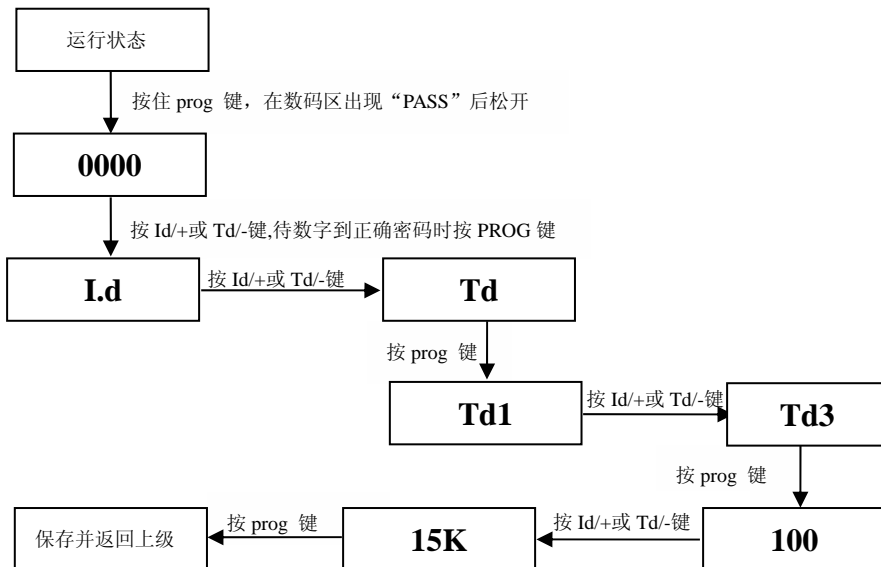 运行状态
按住 prog 键，在数码区出现“PASS”后松开
0000
按 Id/+或 Td/-键,待数字到正确密码时按 PROG 键
I.d
按 Id/+或 Td/-键
Td
按 prog 键
Td1
按 Id/+或 Td/-键
Td3
按 prog 键
100
按 Id/+或 Td/-键
15K
按 prog 键
保存并返回上级